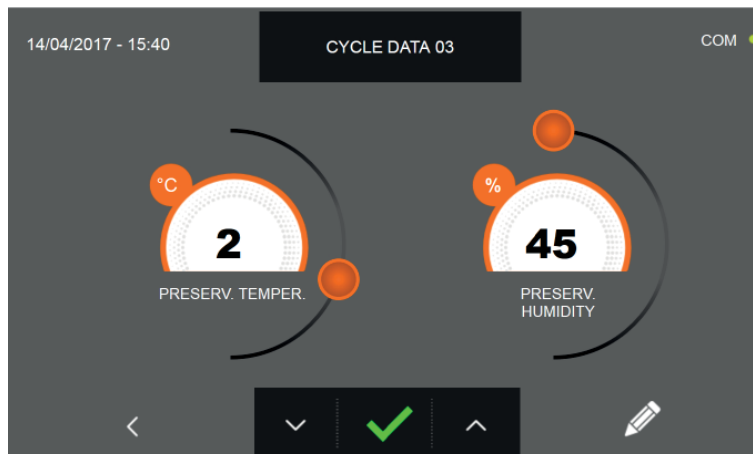 14/04/2017 - 15:40
CYCLE DATA 03
COM
°C
2
PRESERV. TEMPER.
%
45
PRESERV.
HUMIDITY